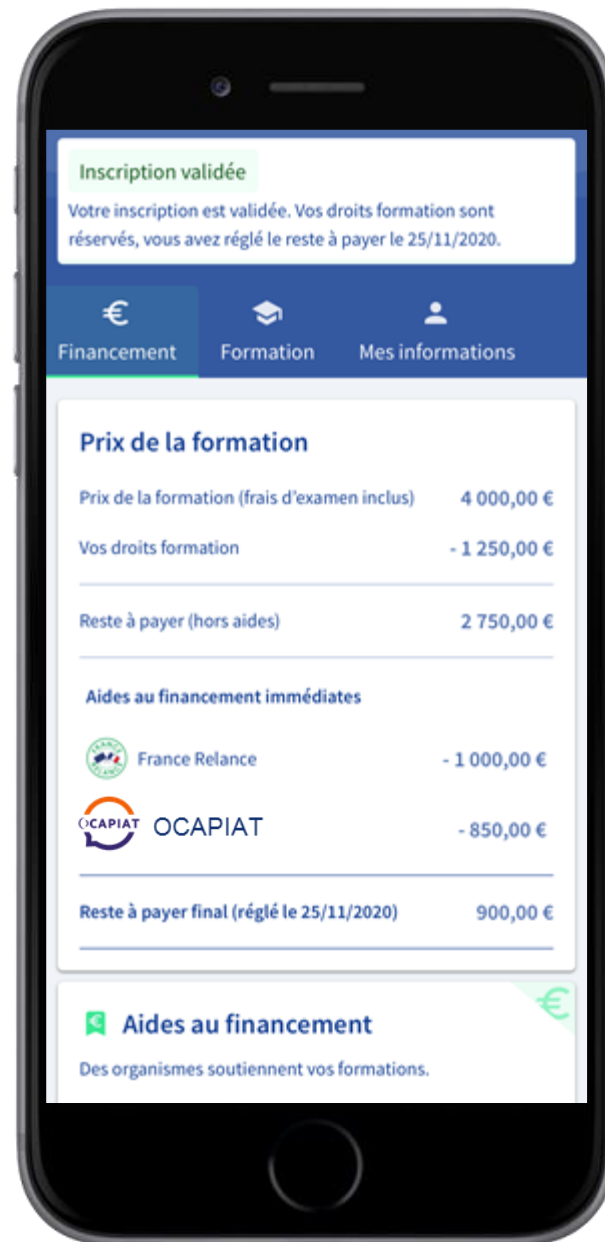 Inscription validée
Votre inscription est validée. Vos droits formation sont
réservés, vous avez réglé le reste à payer le 25/11/2020.
€
Financement Formation Mes informations
Prix de la formation
Prix de la formation (frais d'examen inclus) 4 000,00 €
Vos droits formation - 1 250,00 €
Reste à payer (hors aides) 2 750,00 €
Aides au financement immédiates
FRANCE RELANCE France Relance - 1 000,00 €
OCAPIAT OCAPIAT - 850,00 €
Reste à payer final (réglé le 25/11/2020) 900,00 €
€
€ Aides au financement
Des organismes soutiennent vos formations.